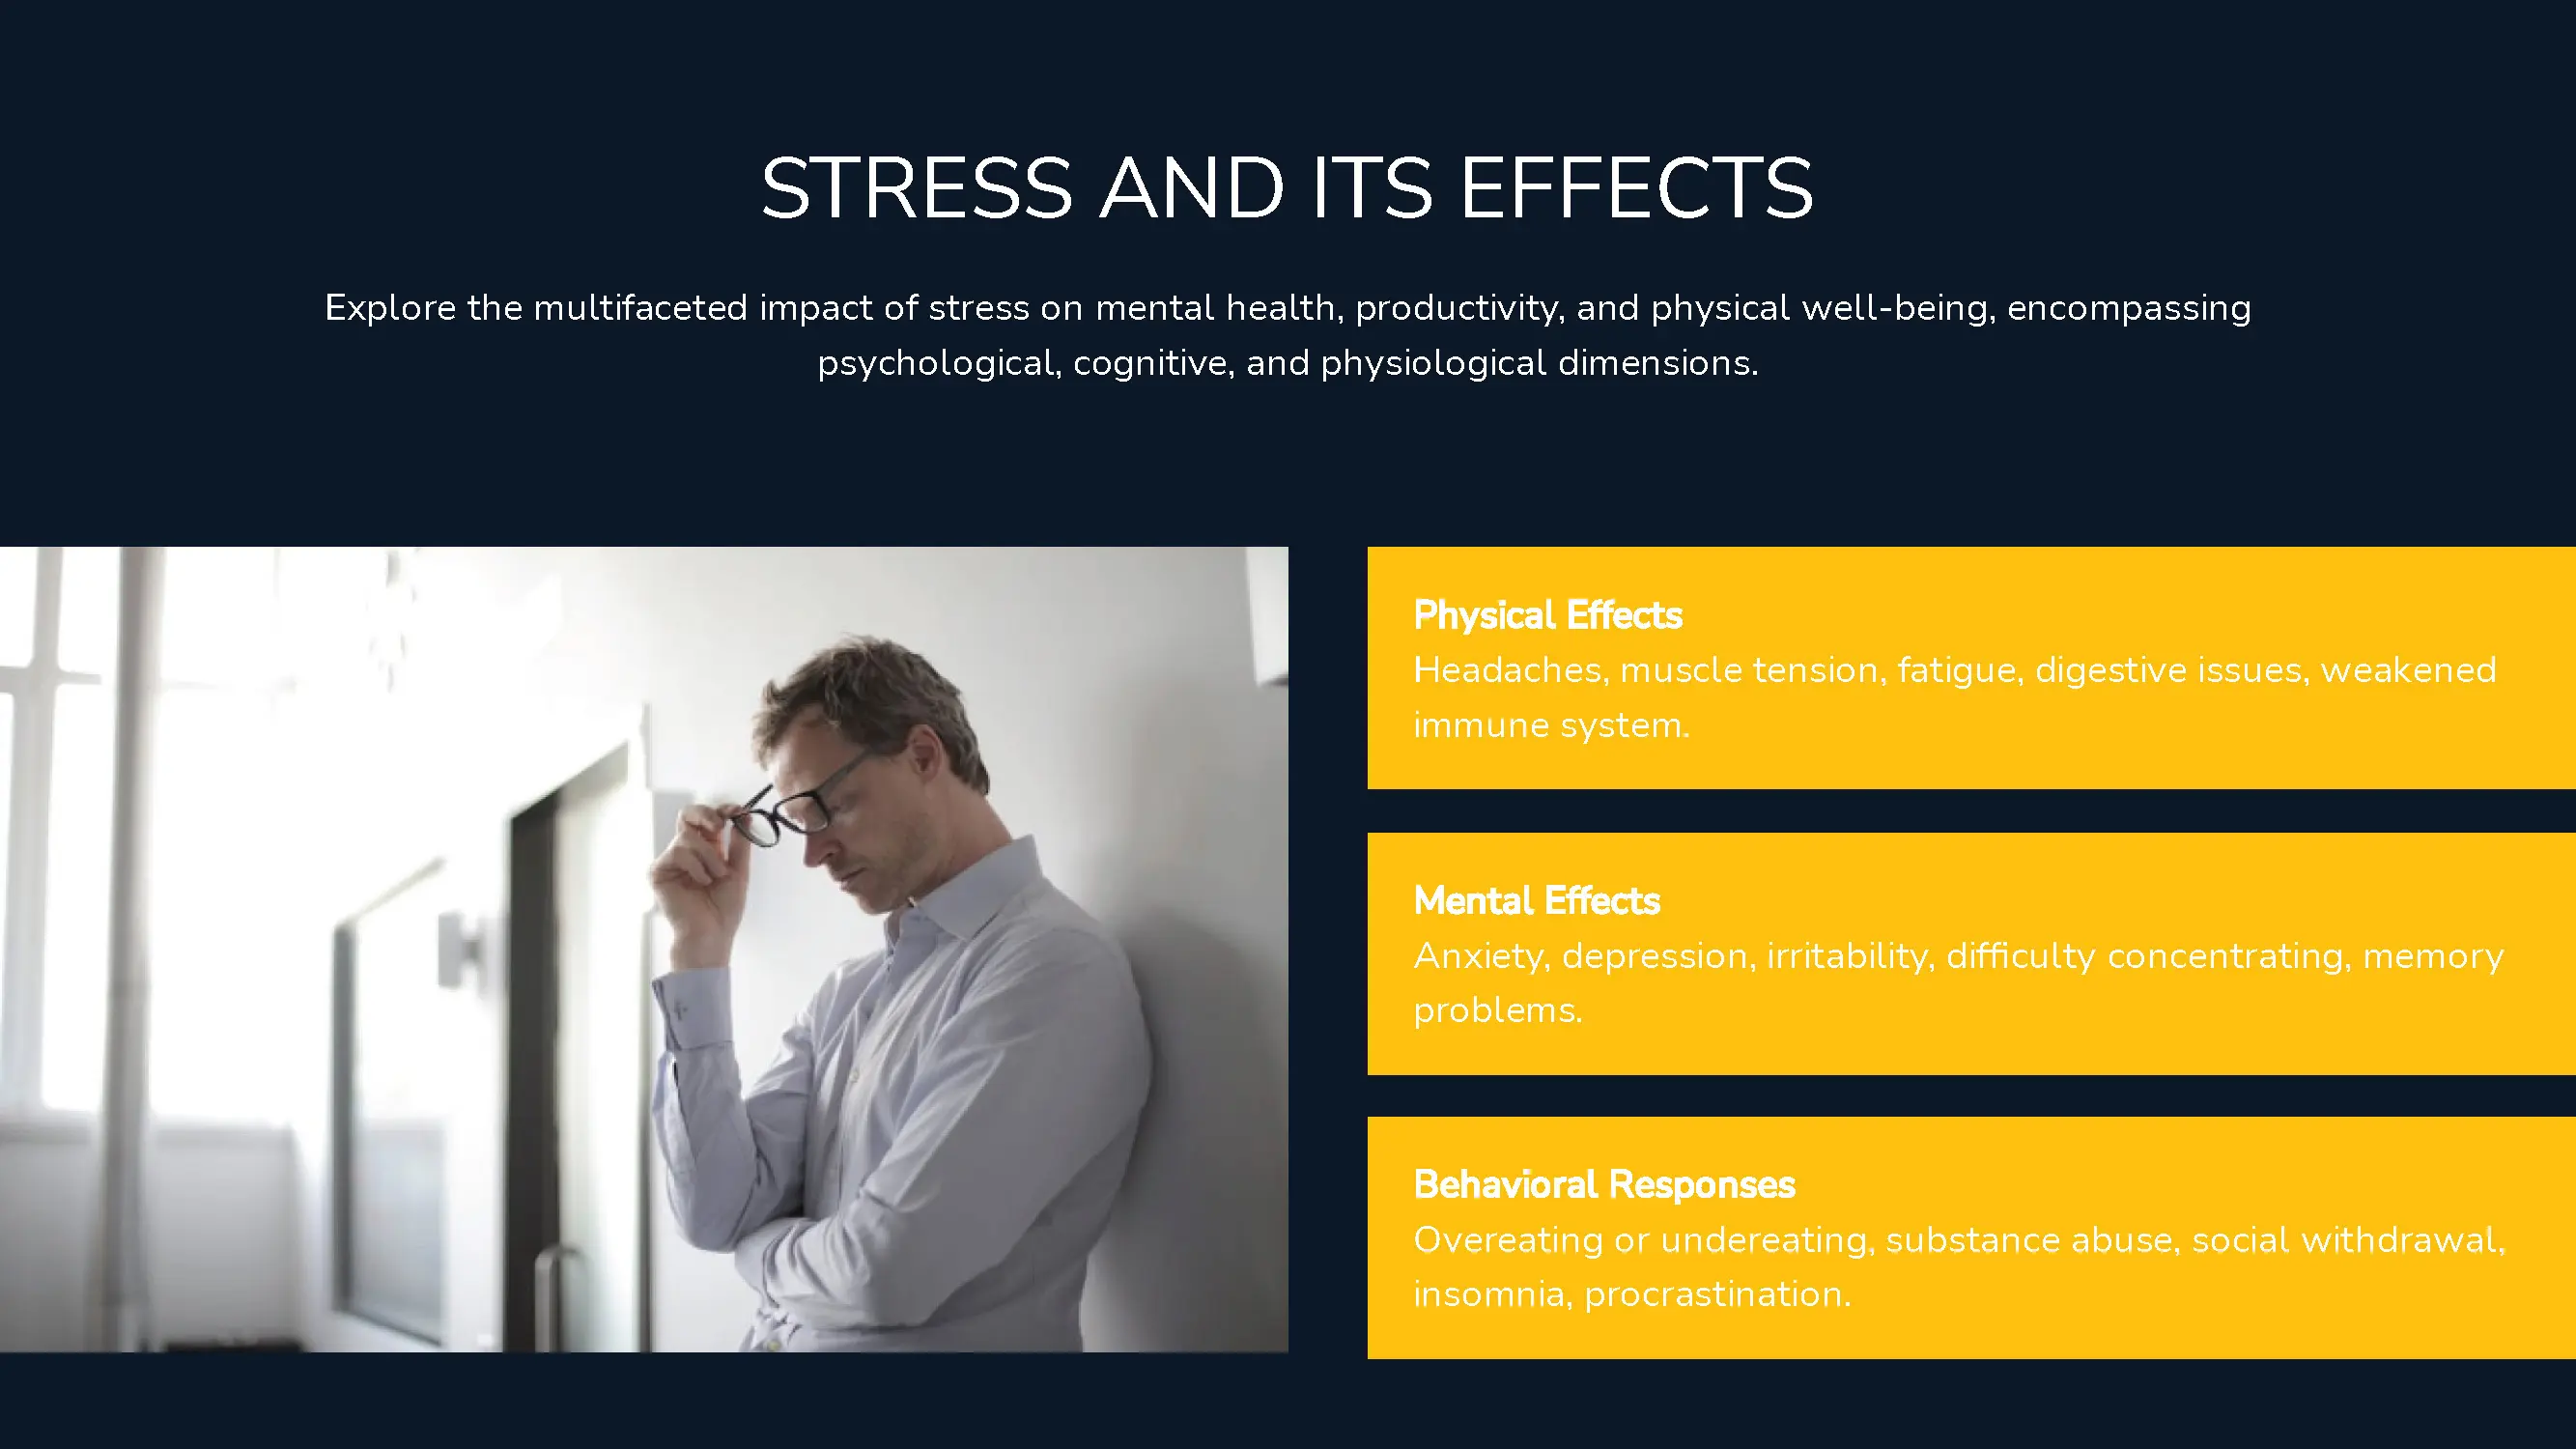 STRESS AND ITS EFFECTS
Explore the multifaceted impact of stress on mental health, productivity, and physical well-being, encompassing
psychological, cognitive, and physiological dimensions.
Physical Effects
Headaches, muscle tension, fatigue, digestive issues, weakened
immune system.
Mental Effects
Anxiety, depression, irritability, difficulty concentrating, memory
problems.
Behavioral Responses
Overeating or undereating, substance abuse, social withdrawal,
insomnia, procrastination.